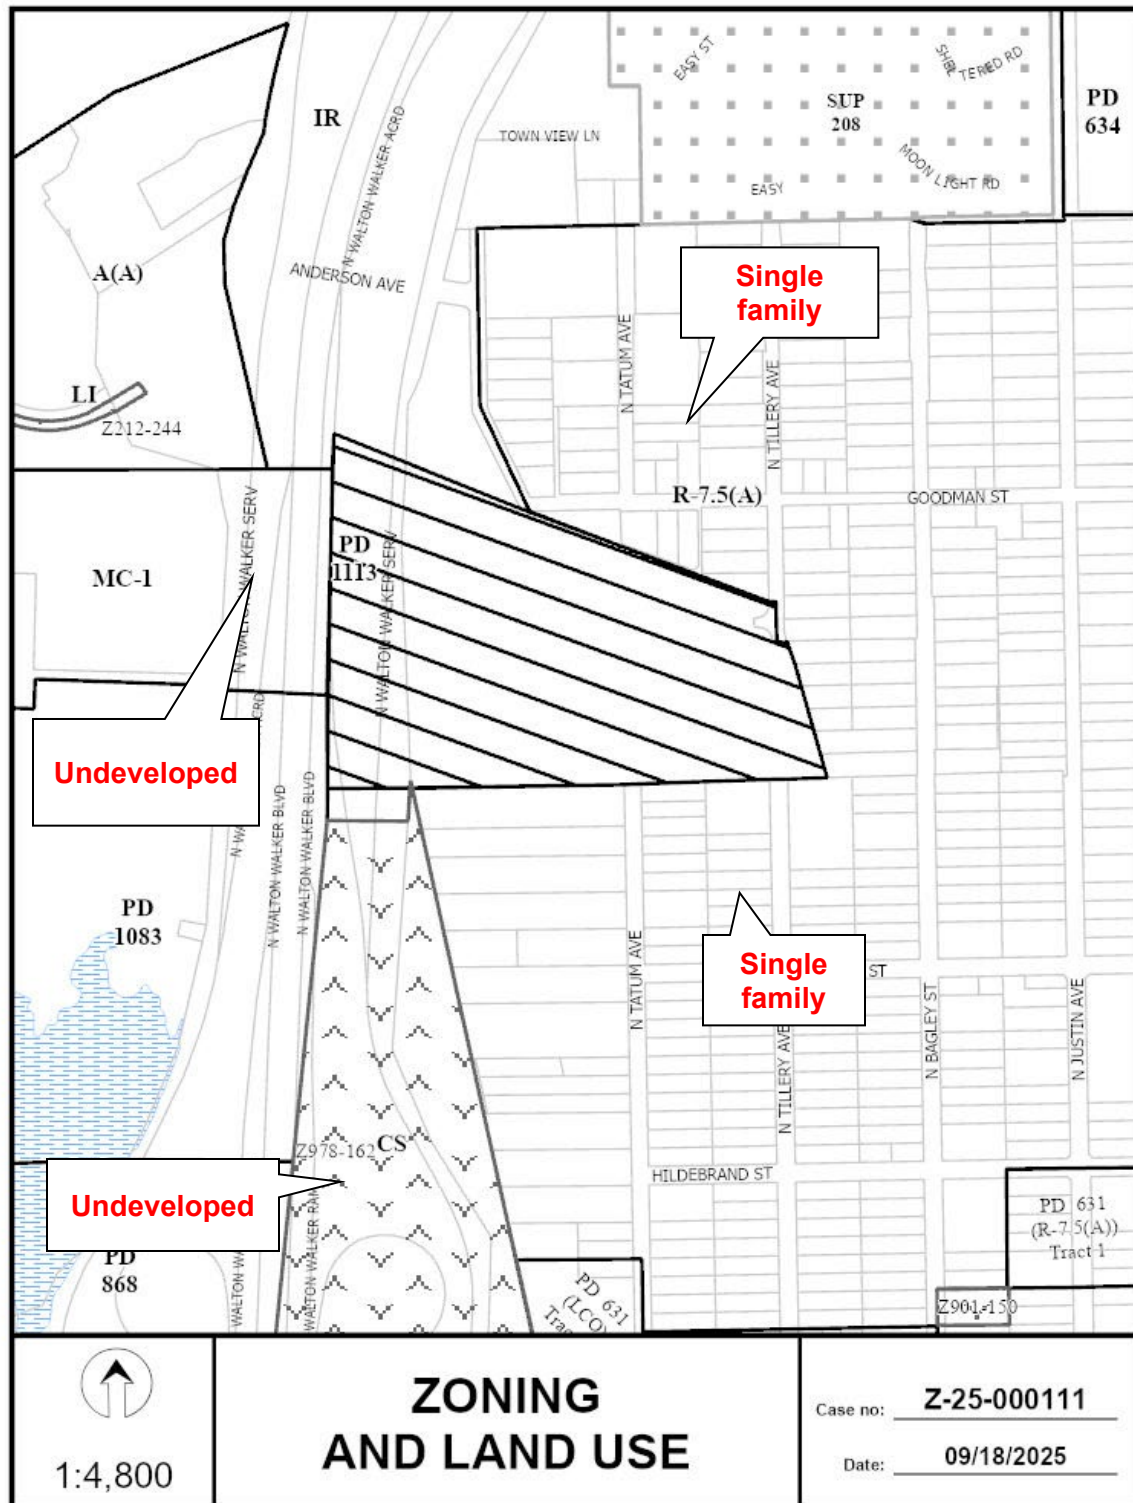 IR
N WALTON WALKER ACRD
TOWN VIEW LN
EASY ST
SHEL TERED RD
SUP
208
MOON LIGHT RD
EASY
PD
634
A(A)
ANDERSON AVE
Single
family
N TATUM AVE
N TILLERY AVE
LI
Z212-244
R-7.5(A)
GOODMAN ST
N WALTON WALKER SERV
PD
1113
N WALTON WALKER SERV
MC-1
Undeveloped
N WALTON WALKER BLVD
N WALTON WALKER BLVD
PD
1083
Single
family
ST
N TATUM AVE
N TILLERY AVE
N BAGLEY ST
N JUSTIN AVE
Z978-162
CS
HILDEBRAND ST
Undeveloped
PD
868
WALTON WALKER RAM
PD 631
(LCO)
PD 631
(R-7.5(A))
Tract 1
Z901-150
1:4,800
ZONING
AND LAND USE
Case no: Z-25-000111
Date: 09/18/2025